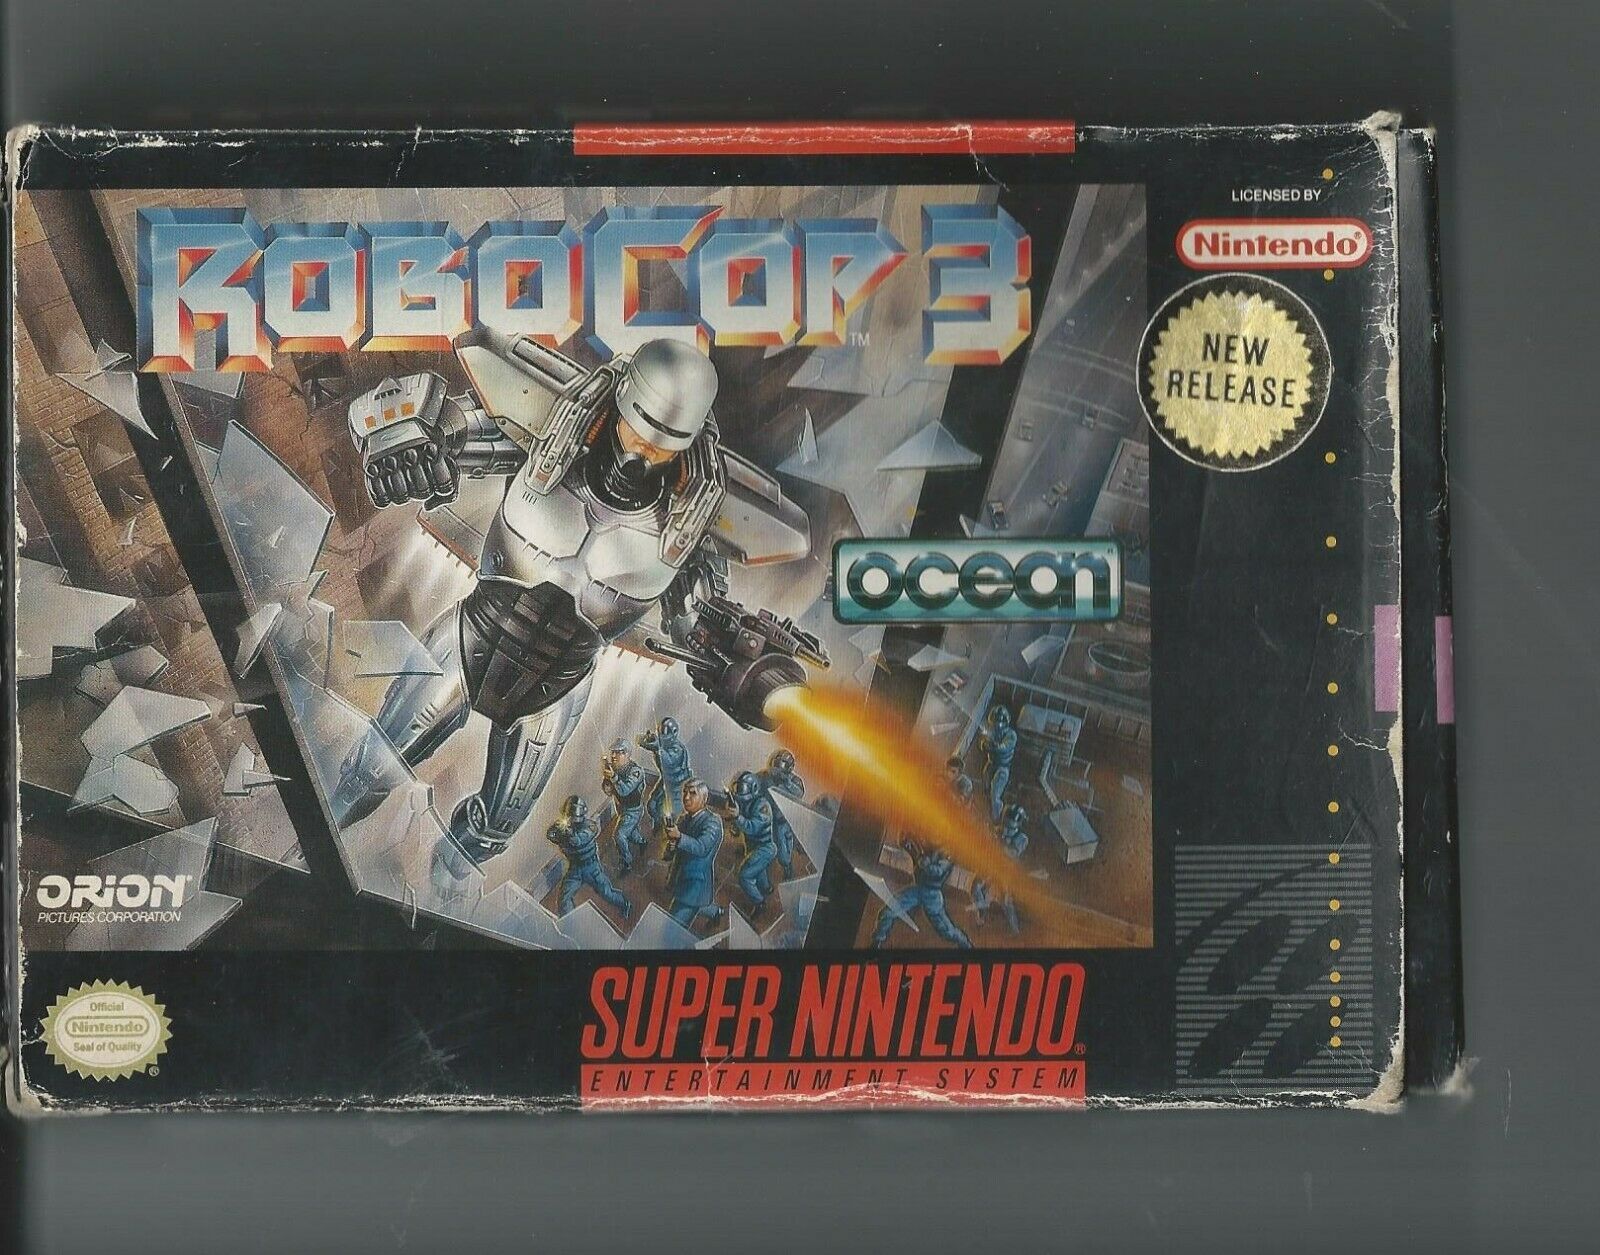 ROBOCOP 3
TM
LICENSED BY
Nintendo®
NEW
RELEASE
ocean
ORION®
PICTURES CORPORATION
Official
Nintendo
Seal of Quality
®
SUPER NINTENDO®
ENTERTAINMENT SYSTEM